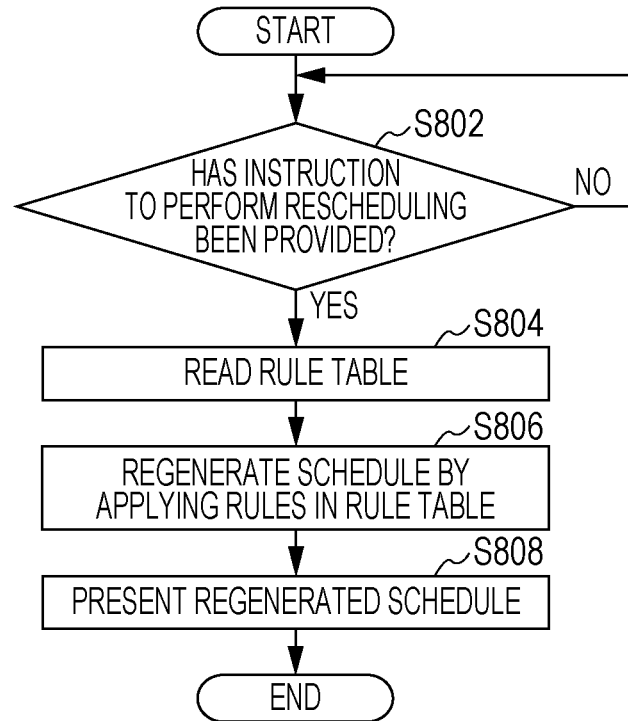 START
S802
HAS INSTRUCTION
TO PERFORM RESCHEDULING
BEEN PROVIDED?
NO
YES
S804
READ RULE TABLE
S806
REGENERATE SCHEDULE BY
APPLYING RULES IN RULE TABLE
S808
PRESENT REGENERATED SCHEDULE
END